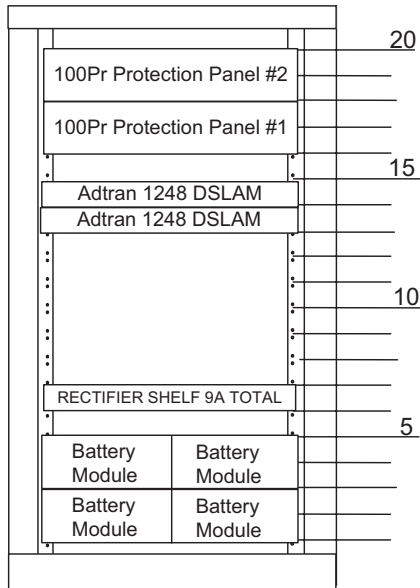 20
100Pr Protection Panel #2
100Pr Protection Panel #1
15
Adtran 1248 DSLAM
Adtran 1248 DSLAM
10
RECTIFIER SHELF 9A TOTAL
5
Battery Module
Battery Module
Battery Module
Battery Module